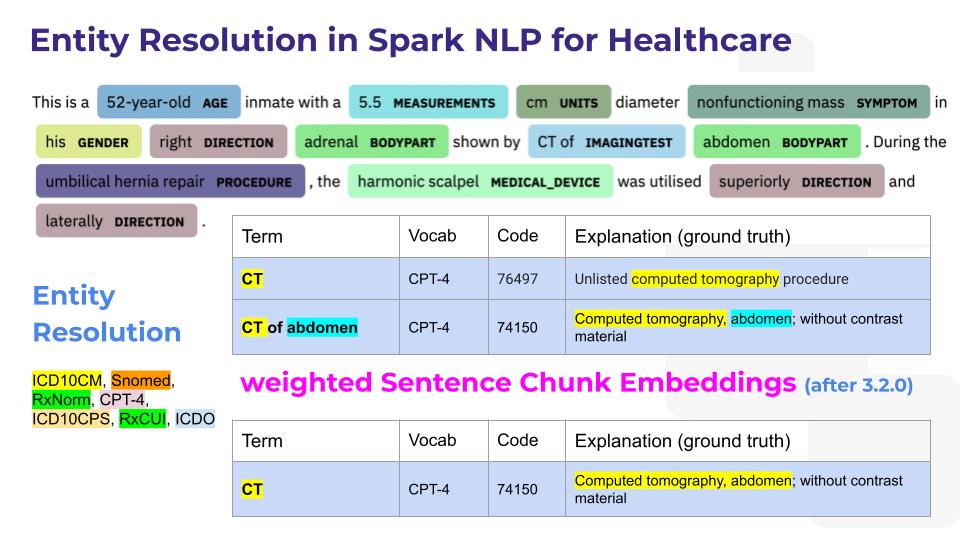 Entity Resolution in Spark NLP for Healthcare
This is a 52-year-old AGE inmate with a 5.5 MEASUREMENTS cm UNITS diameter nonfunctioning mass SYMPTOM in
his GENDER right DIRECTION adrenal BODYPART shown by CT of IMAGINGTEST abdomen BODYPART . During the
umbilical hernia repair PROCEDURE , the harmonic scalpel MEDICAL_DEVICE was utilised superiorly DIRECTION and
laterally DIRECTION .
Term Vocab Code Explanation (ground truth)
CT CPT-4 76497 Unlisted computed tomography procedure
CT of abdomen CPT-4 74150 Computed tomography, abdomen; without contrast
material
Entity
Resolution
ICD10CM, Snomed,
RxNorm, CPT-4,
ICD10CPS, RxCUI, ICDO
weighted Sentence Chunk Embeddings (after 3.2.0)
Term Vocab Code Explanation (ground truth)
CT CPT-4 74150 Computed tomography, abdomen; without contrast
material